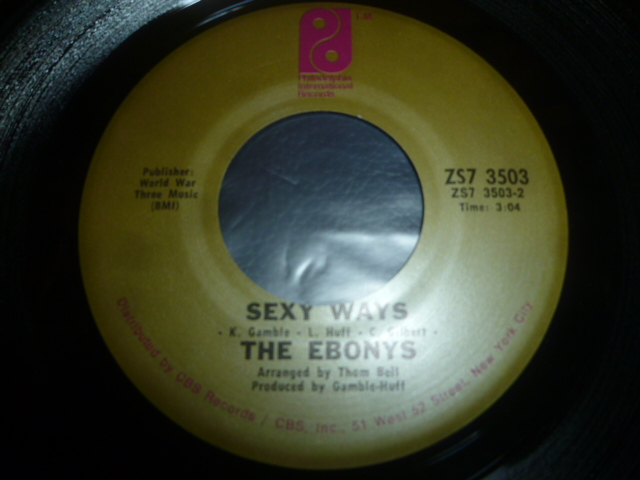 T.M.
Philadelphia
International
Records
Publisher:
World War
Three Music
(BMI)
ZS7 3503
ZS7 3503-2
Time: 3:04
SEXY WAYS
- K. Gamble - L. Huff - C. Gilbert -
THE EBONYS
Arranged by Thom Bell
Produced by Gamble-Huff
Distributed by CBS Records / CBS, Inc., 51 West 52 Street, New York City